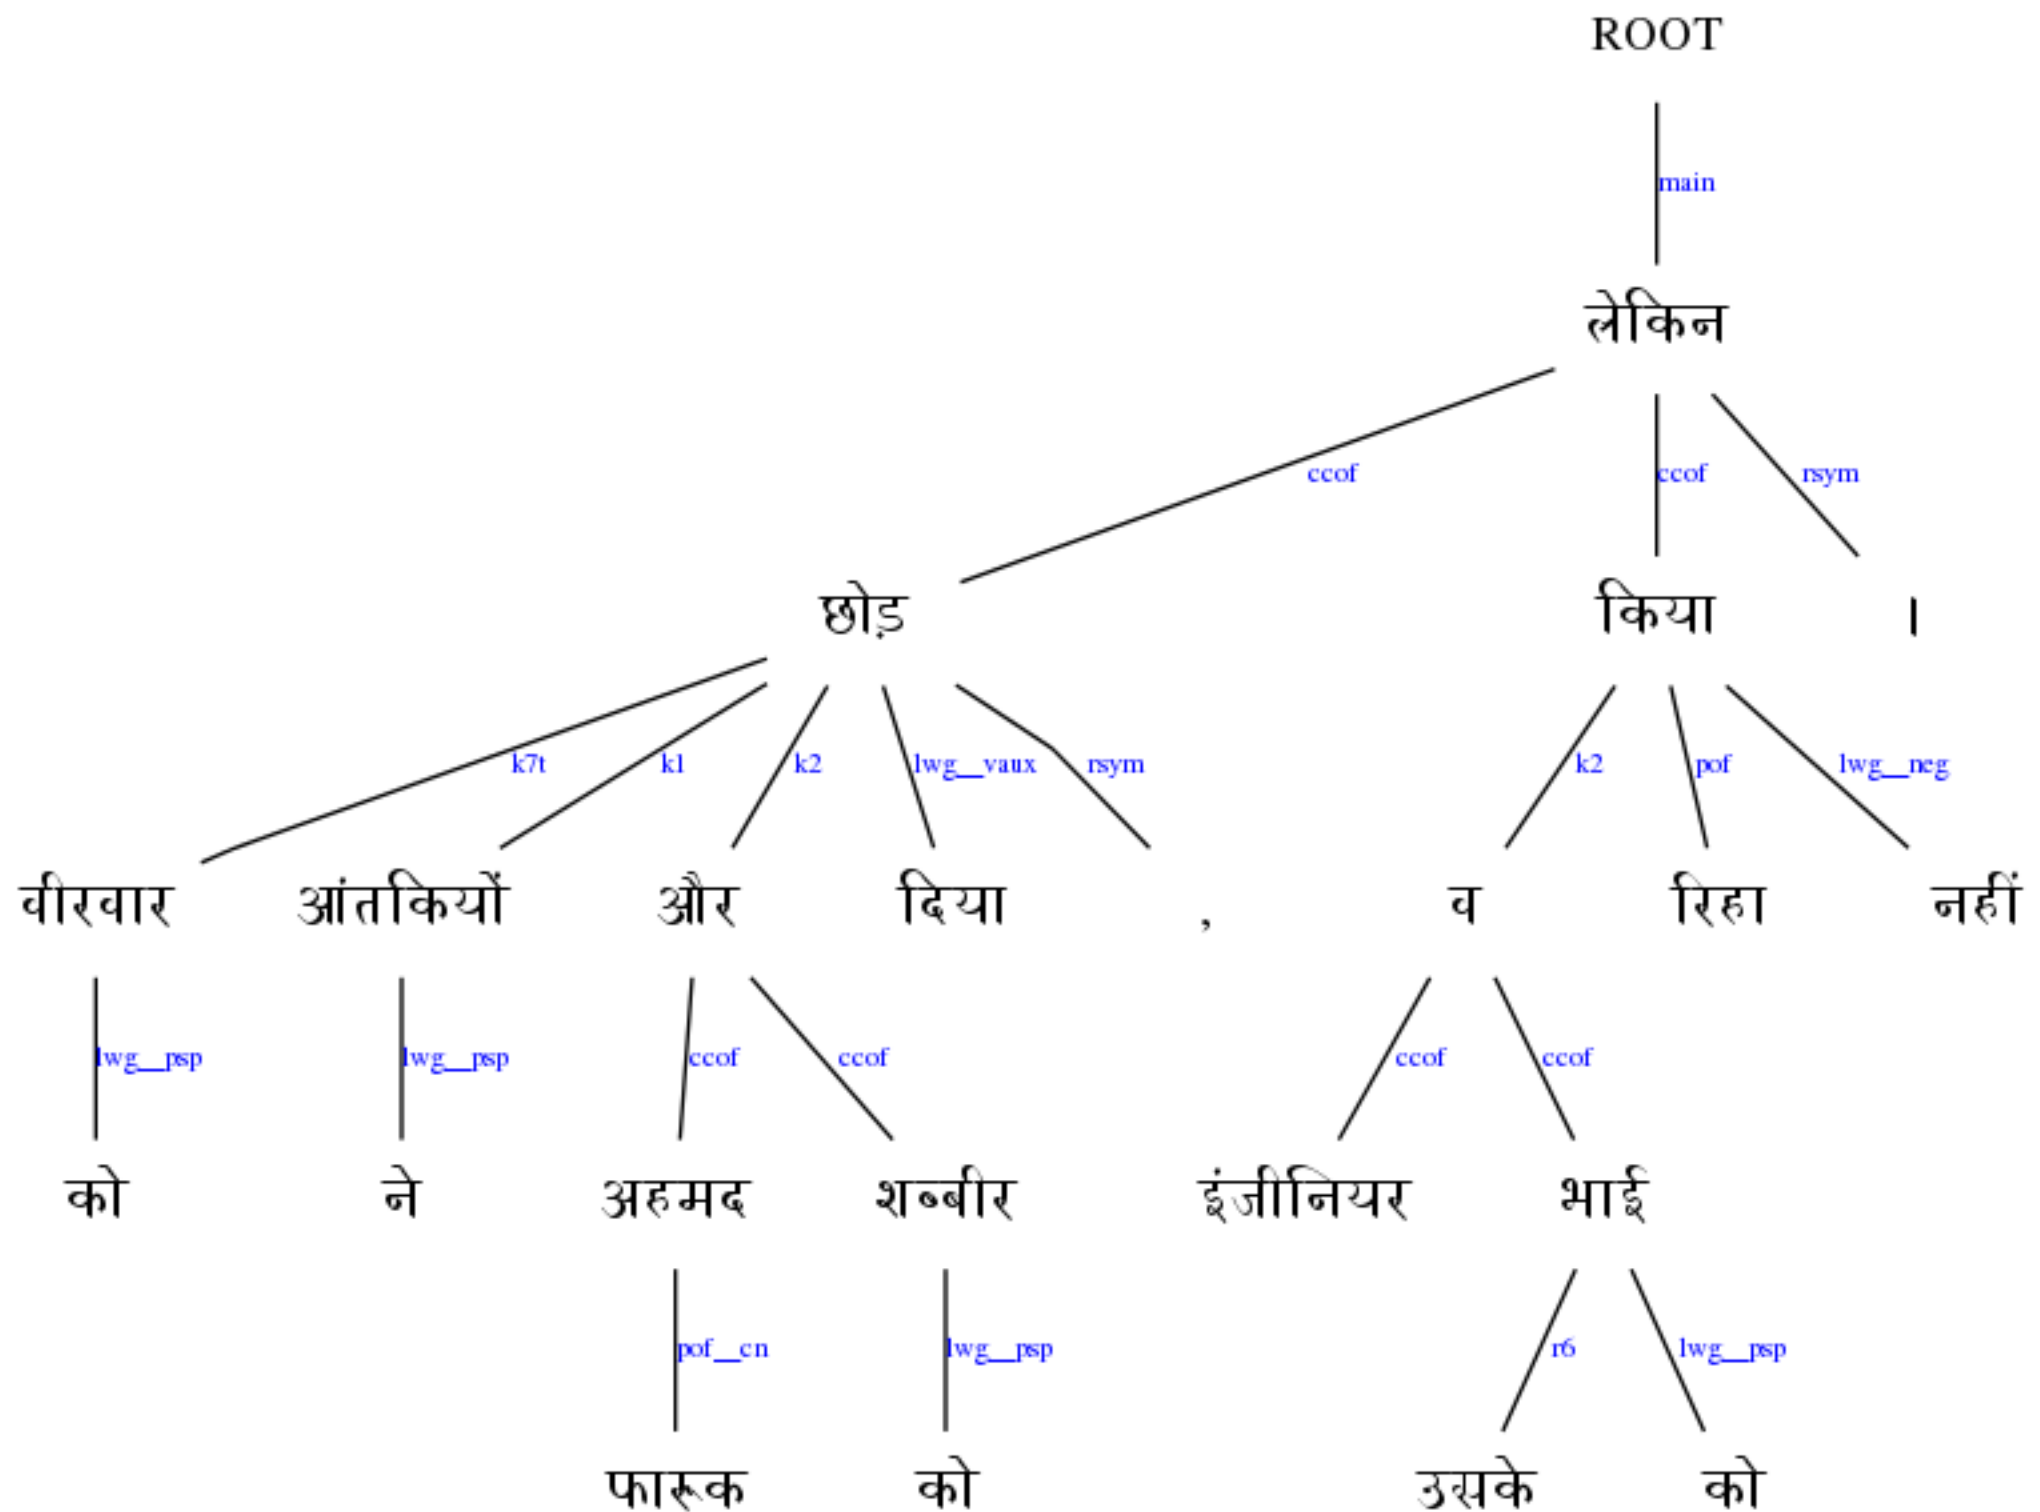 ROOT
main
लेकिन
ccof ccof rsym
छोड़ किया ।
k7t k1 k2 lwg__vaux rsym k2 pof lwg__neg
वीरवार आंतकियों और दिया , व रिहा नहीं
lwg__psp lwg__psp ccof ccof ccof ccof
को ने अहमद शब्बीर इंजीनियर भाई
pof__cn lwg__psp r6 lwg__psp
फारूक को उसके को